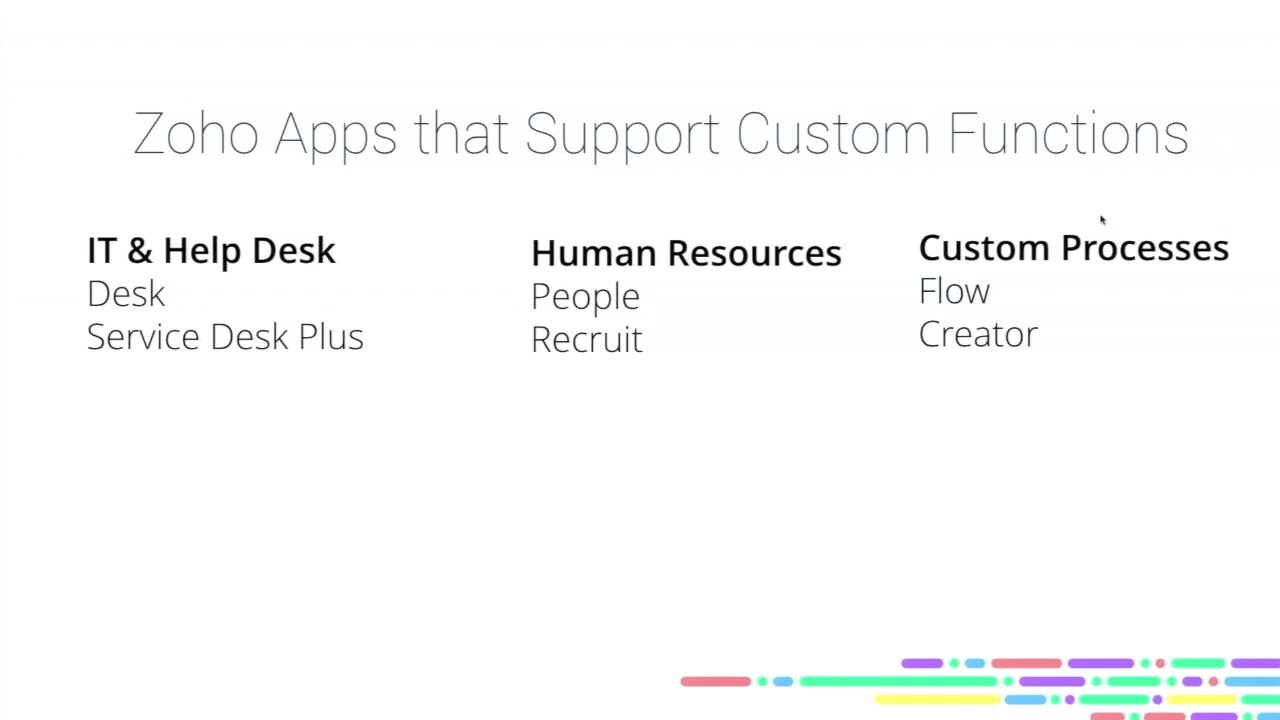 Zoho Apps that Support Custom Functions
IT & Help Desk
Desk
Service Desk Plus
Human Resources
People
Recruit
Custom Processes
Flow
Creator